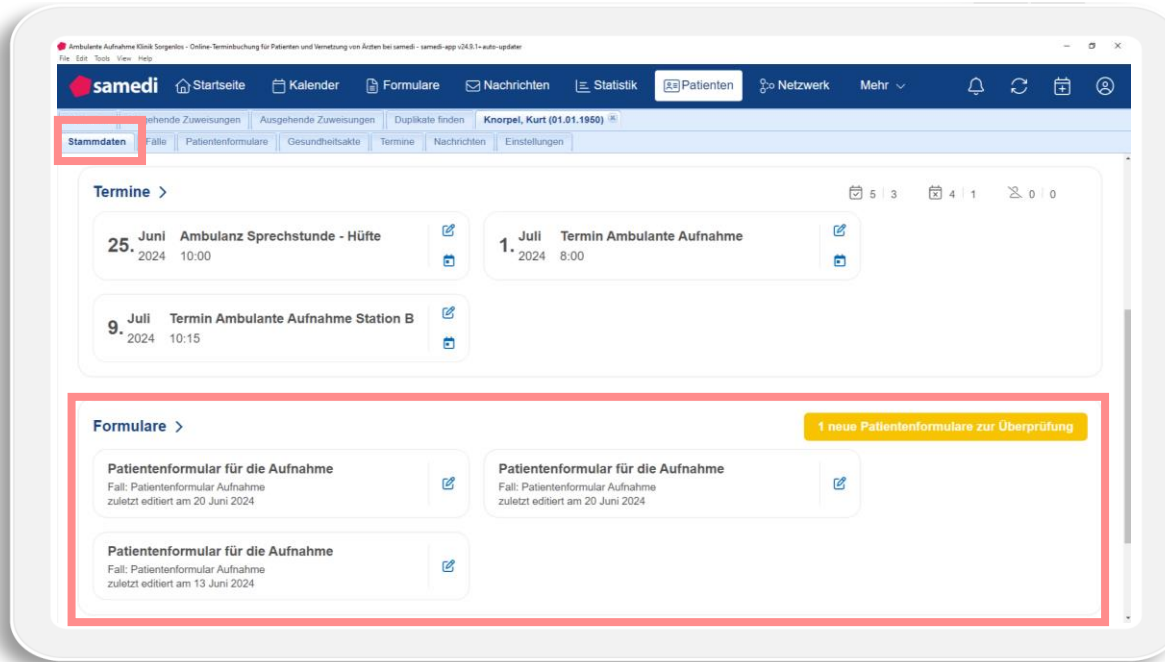 Ambulante Aufnahme Klinik Sorgenlos - Online-Terminbuchung für Patienten und Vernetzung von Ärzten bei samedi - samedi-app v24.9.1+auto-updater
File Edit Tools View Help
samedi Startseite Kalender Formulare Nachrichten Statistik Patienten Netzwerk Mehr
Zuweisungen Ausgehende Zuweisungen Duplikate finden Knorpel, Kurt (01.01.1950)
Stammdaten Fälle Patientenformulare Gesundheitsakte Termine Nachrichten Einstellungen
Termine > 5 3 4 1 0 0
25. Juni 2024 Ambulanz Sprechstunde - Hüfte 10:00
1. Juli 2024 Termin Ambulante Aufnahme 8:00
9. Juli 2024 Termin Ambulante Aufnahme Station B 10:15
Formulare > 1 neue Patientenformulare zur Überprüfung
Patientenformular für die Aufnahme
Fall: Patientenformular Aufnahme
zuletzt editiert am 20 Juni 2024
Patientenformular für die Aufnahme
Fall: Patientenformular Aufnahme
zuletzt editiert am 20 Juni 2024
Patientenformular für die Aufnahme
Fall: Patientenformular Aufnahme
zuletzt editiert am 13 Juni 2024